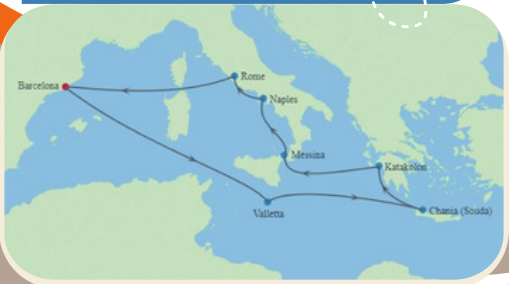 Rome
Barcelona
Naples
Messina
Katakolon
Valletta
Chania (Souda)